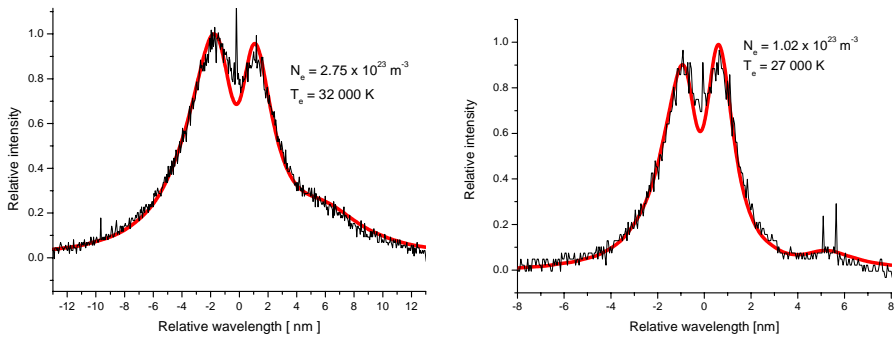 1.0
0.8
0.6
0.4
0.2
0.0
Relative intensity
N_e = 2.75 x 10^23 m^-3
T_e = 32 000 K
-12 -10 -8 -6 -4 -2 0 2 4 6 8 10 12
Relative wavelength [ nm ]
1.0
0.8
0.6
0.4
0.2
0.0
Relative intensity
N_e = 1.02 x 10^23 m^-3
T_e = 27 000 K
-8 -6 -4 -2 0 2 4 6 8
Relative wavelength [nm]